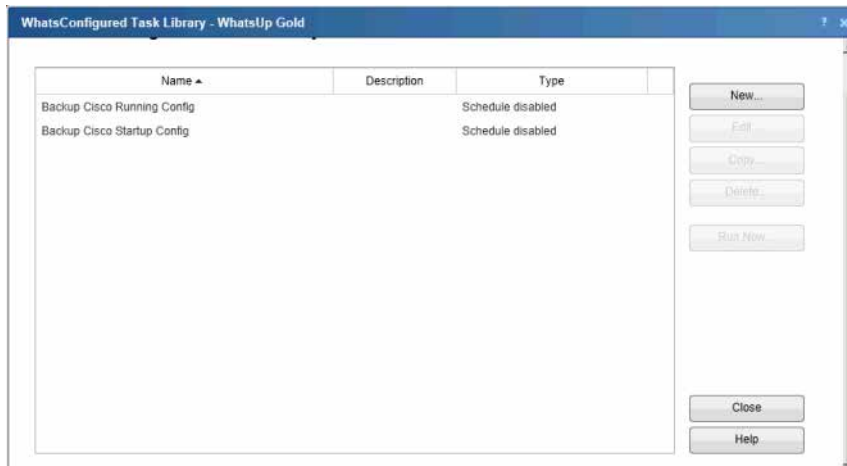 WhatsConfigured Task Library - WhatsUp Gold ?
Name Description Type
Backup Cisco Running Config Schedule disabled
Backup Cisco Startup Config Schedule disabled
New...
Edit...
Copy...
Delete...
Run Now...
Close
Help